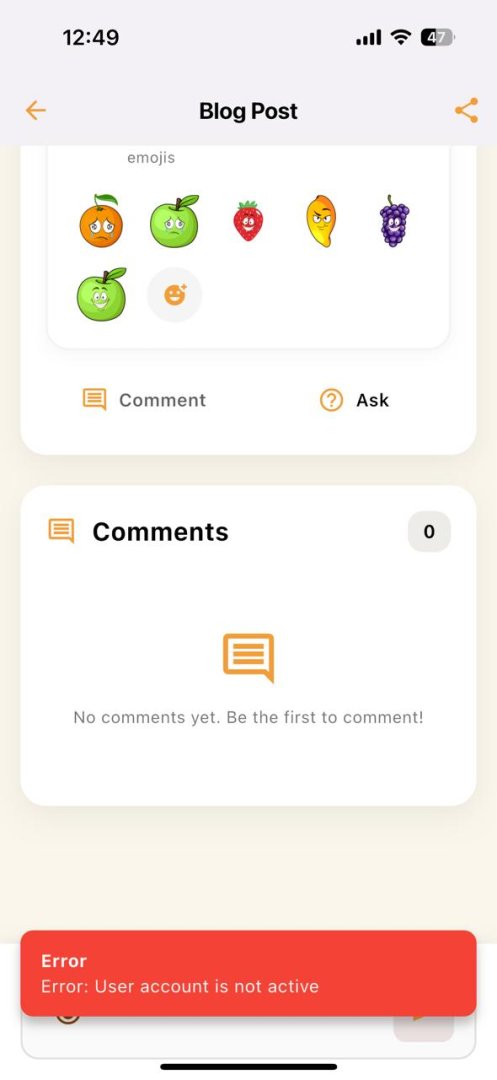 12:49
47
Blog Post
emojis
Comment
Ask
Comments
0
No comments yet. Be the first to comment!
Error
Error: User account is not active